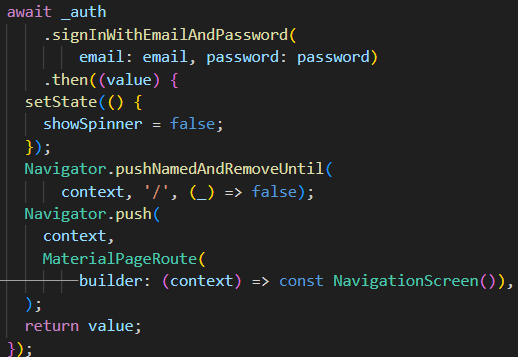 await _auth
.signInWithEmailAndPassword(
email: email, password: password)
.then((value) {
setState(() {
showSpinner = false;
});
Navigator.pushNamedAndRemoveUntil(
context, '/', (_) => false);
Navigator.push(
context,
MaterialPageRoute(
builder: (context) => const NavigationScreen()),
);
return value;
});